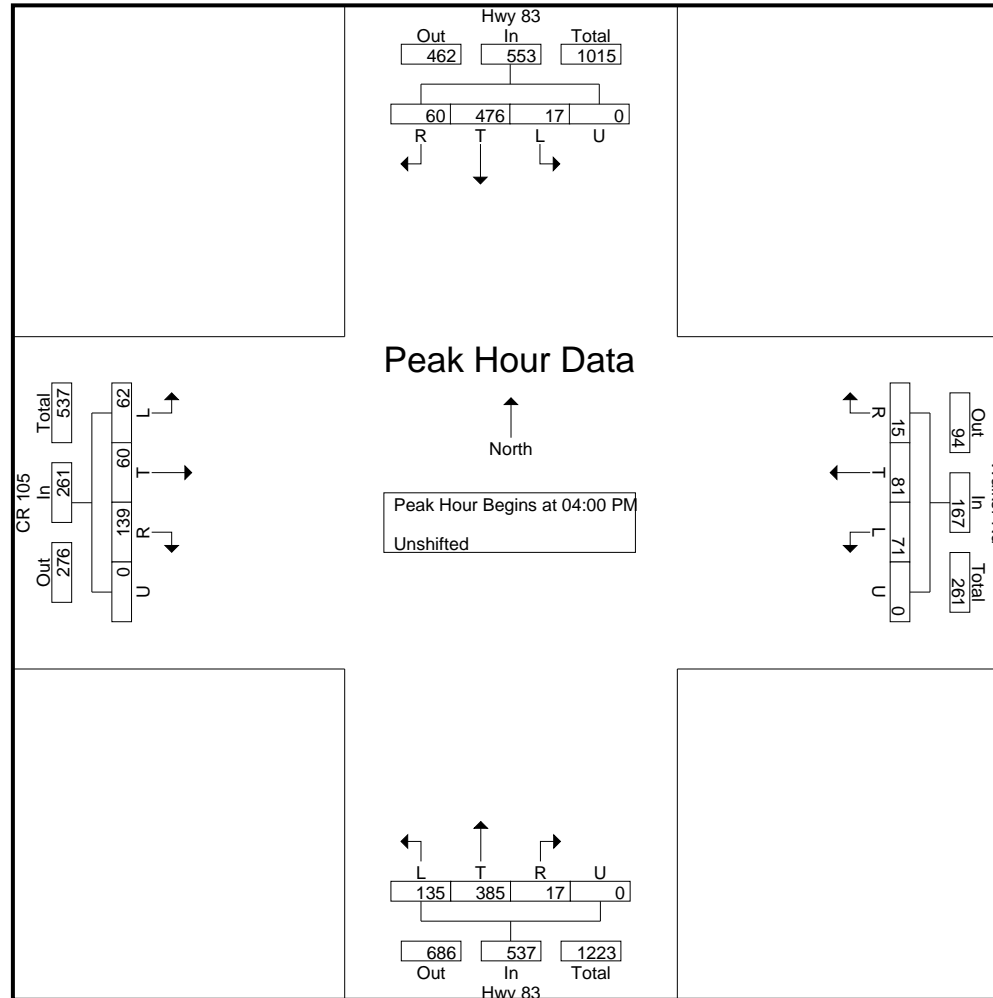 Hwy 83
Out In Total
462 553 1015
60 476 17 0
R T L U
Peak Hour Data
North
Peak Hour Begins at 04:00 PM
Unshifted
CR 105
Total In Out
537 261 276
62 60 139 0
L T R U
Out In Total
94 167 261
15 81 71 0
R T L U
L T R U
135 385 17 0
686 537 1223
Out In Total
Hwy 83